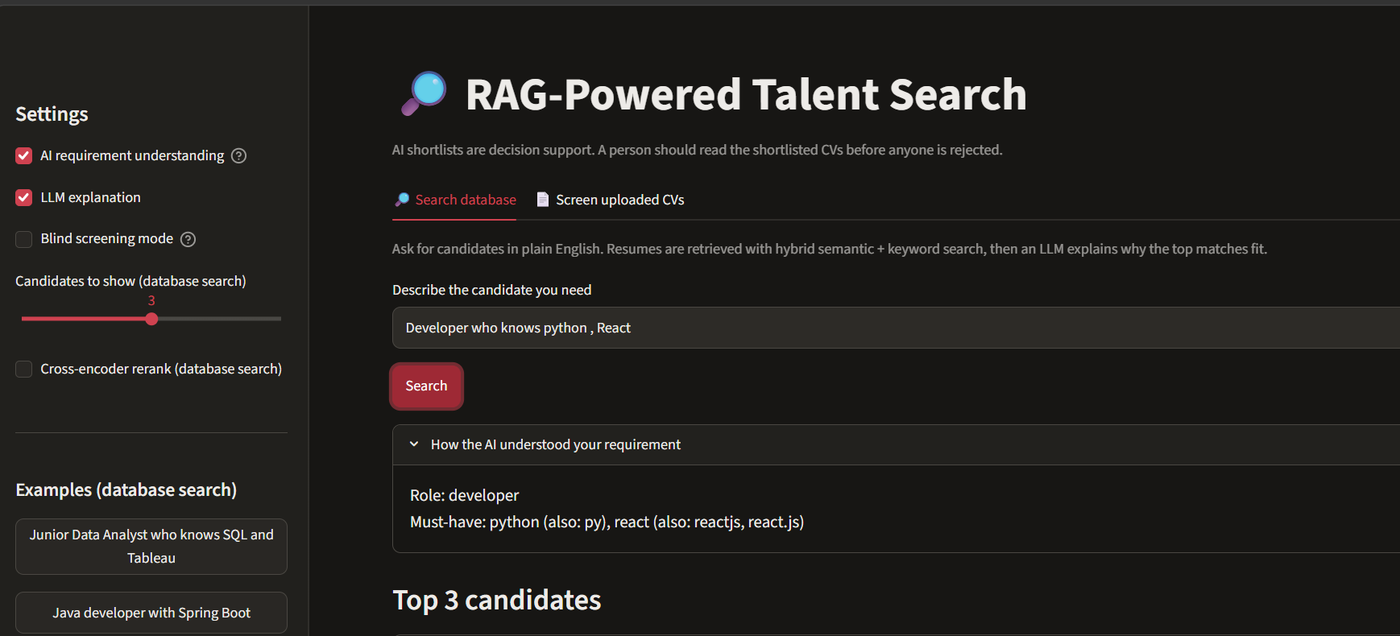 Settings
AI requirement understanding
LLM explanation
Blind screening mode
Candidates to show (database search)
3
Cross-encoder rerank (database search)
Examples (database search)
Junior Data Analyst who knows SQL and
Tableau
Java developer with Spring Boot
RAG-Powered Talent Search
AI shortlists are decision support. A person should read the shortlisted CVs before anyone is rejected.
Search database
Screen uploaded CVs
Ask for candidates in plain English. Resumes are retrieved with hybrid semantic + keyword search, then an LLM explains why the top matches fit.
Describe the candidate you need
Developer who knows python , React
Search
How the AI understood your requirement
Role: developer
Must-have: python (also: py), react (also: reactjs, react.js)
Top 3 candidates